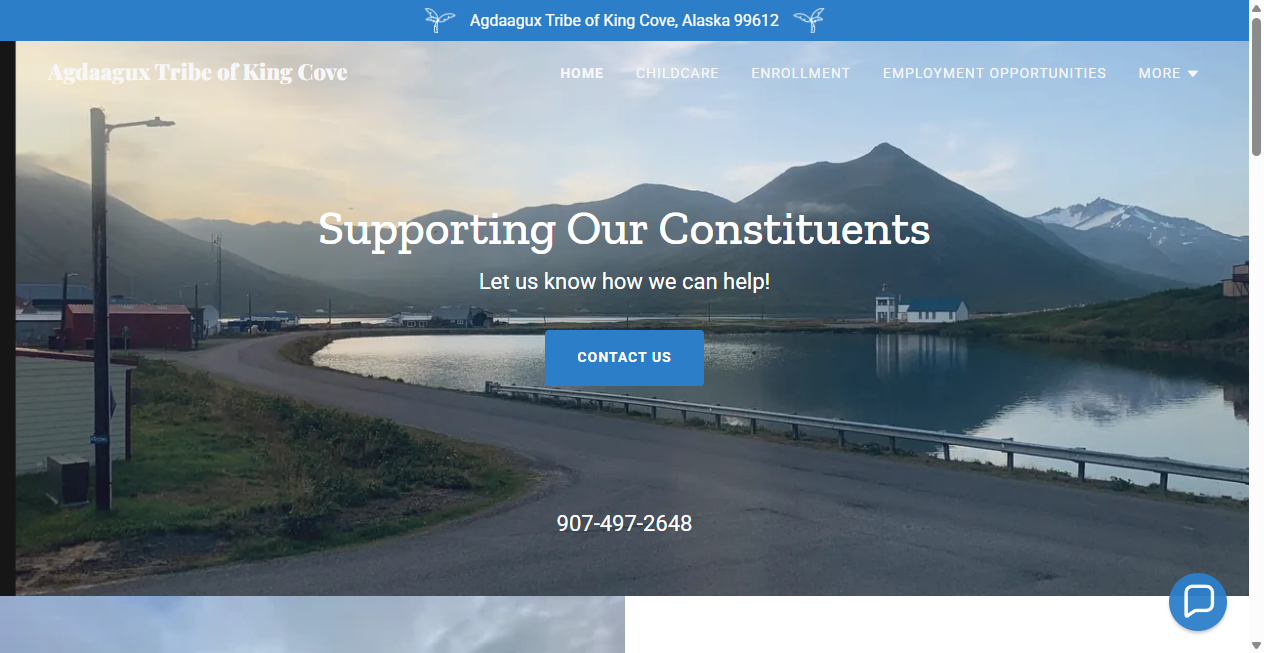 Agdaagux Tribe of King Cove, Alaska 99612
Agdaagux Tribe of King Cove
HOME
CHILDCARE
ENROLLMENT
EMPLOYMENT OPPORTUNITIES
MORE
Supporting Our Constituents
Let us know how we can help!
CONTACT US
907-497-2648